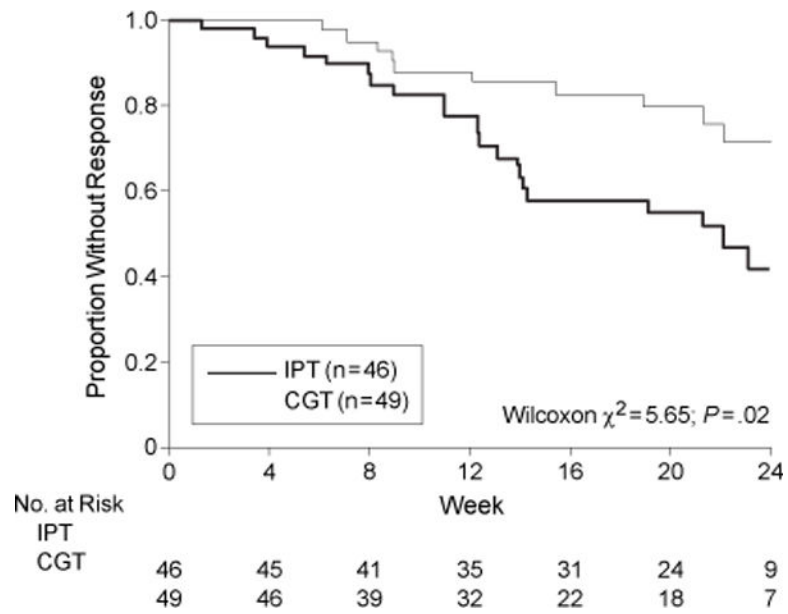 Proportion Without Response
1.0
0.8
0.6
0.4
0.2
0
IPT (n=46)
CGT (n=49)
Wilcoxon χ²=5.65; P=.02
0 4 8 12 16 20 24
Week
No. at Risk
IPT
CGT
46 45 41 35 31 24 9
49 46 39 32 22 18 7